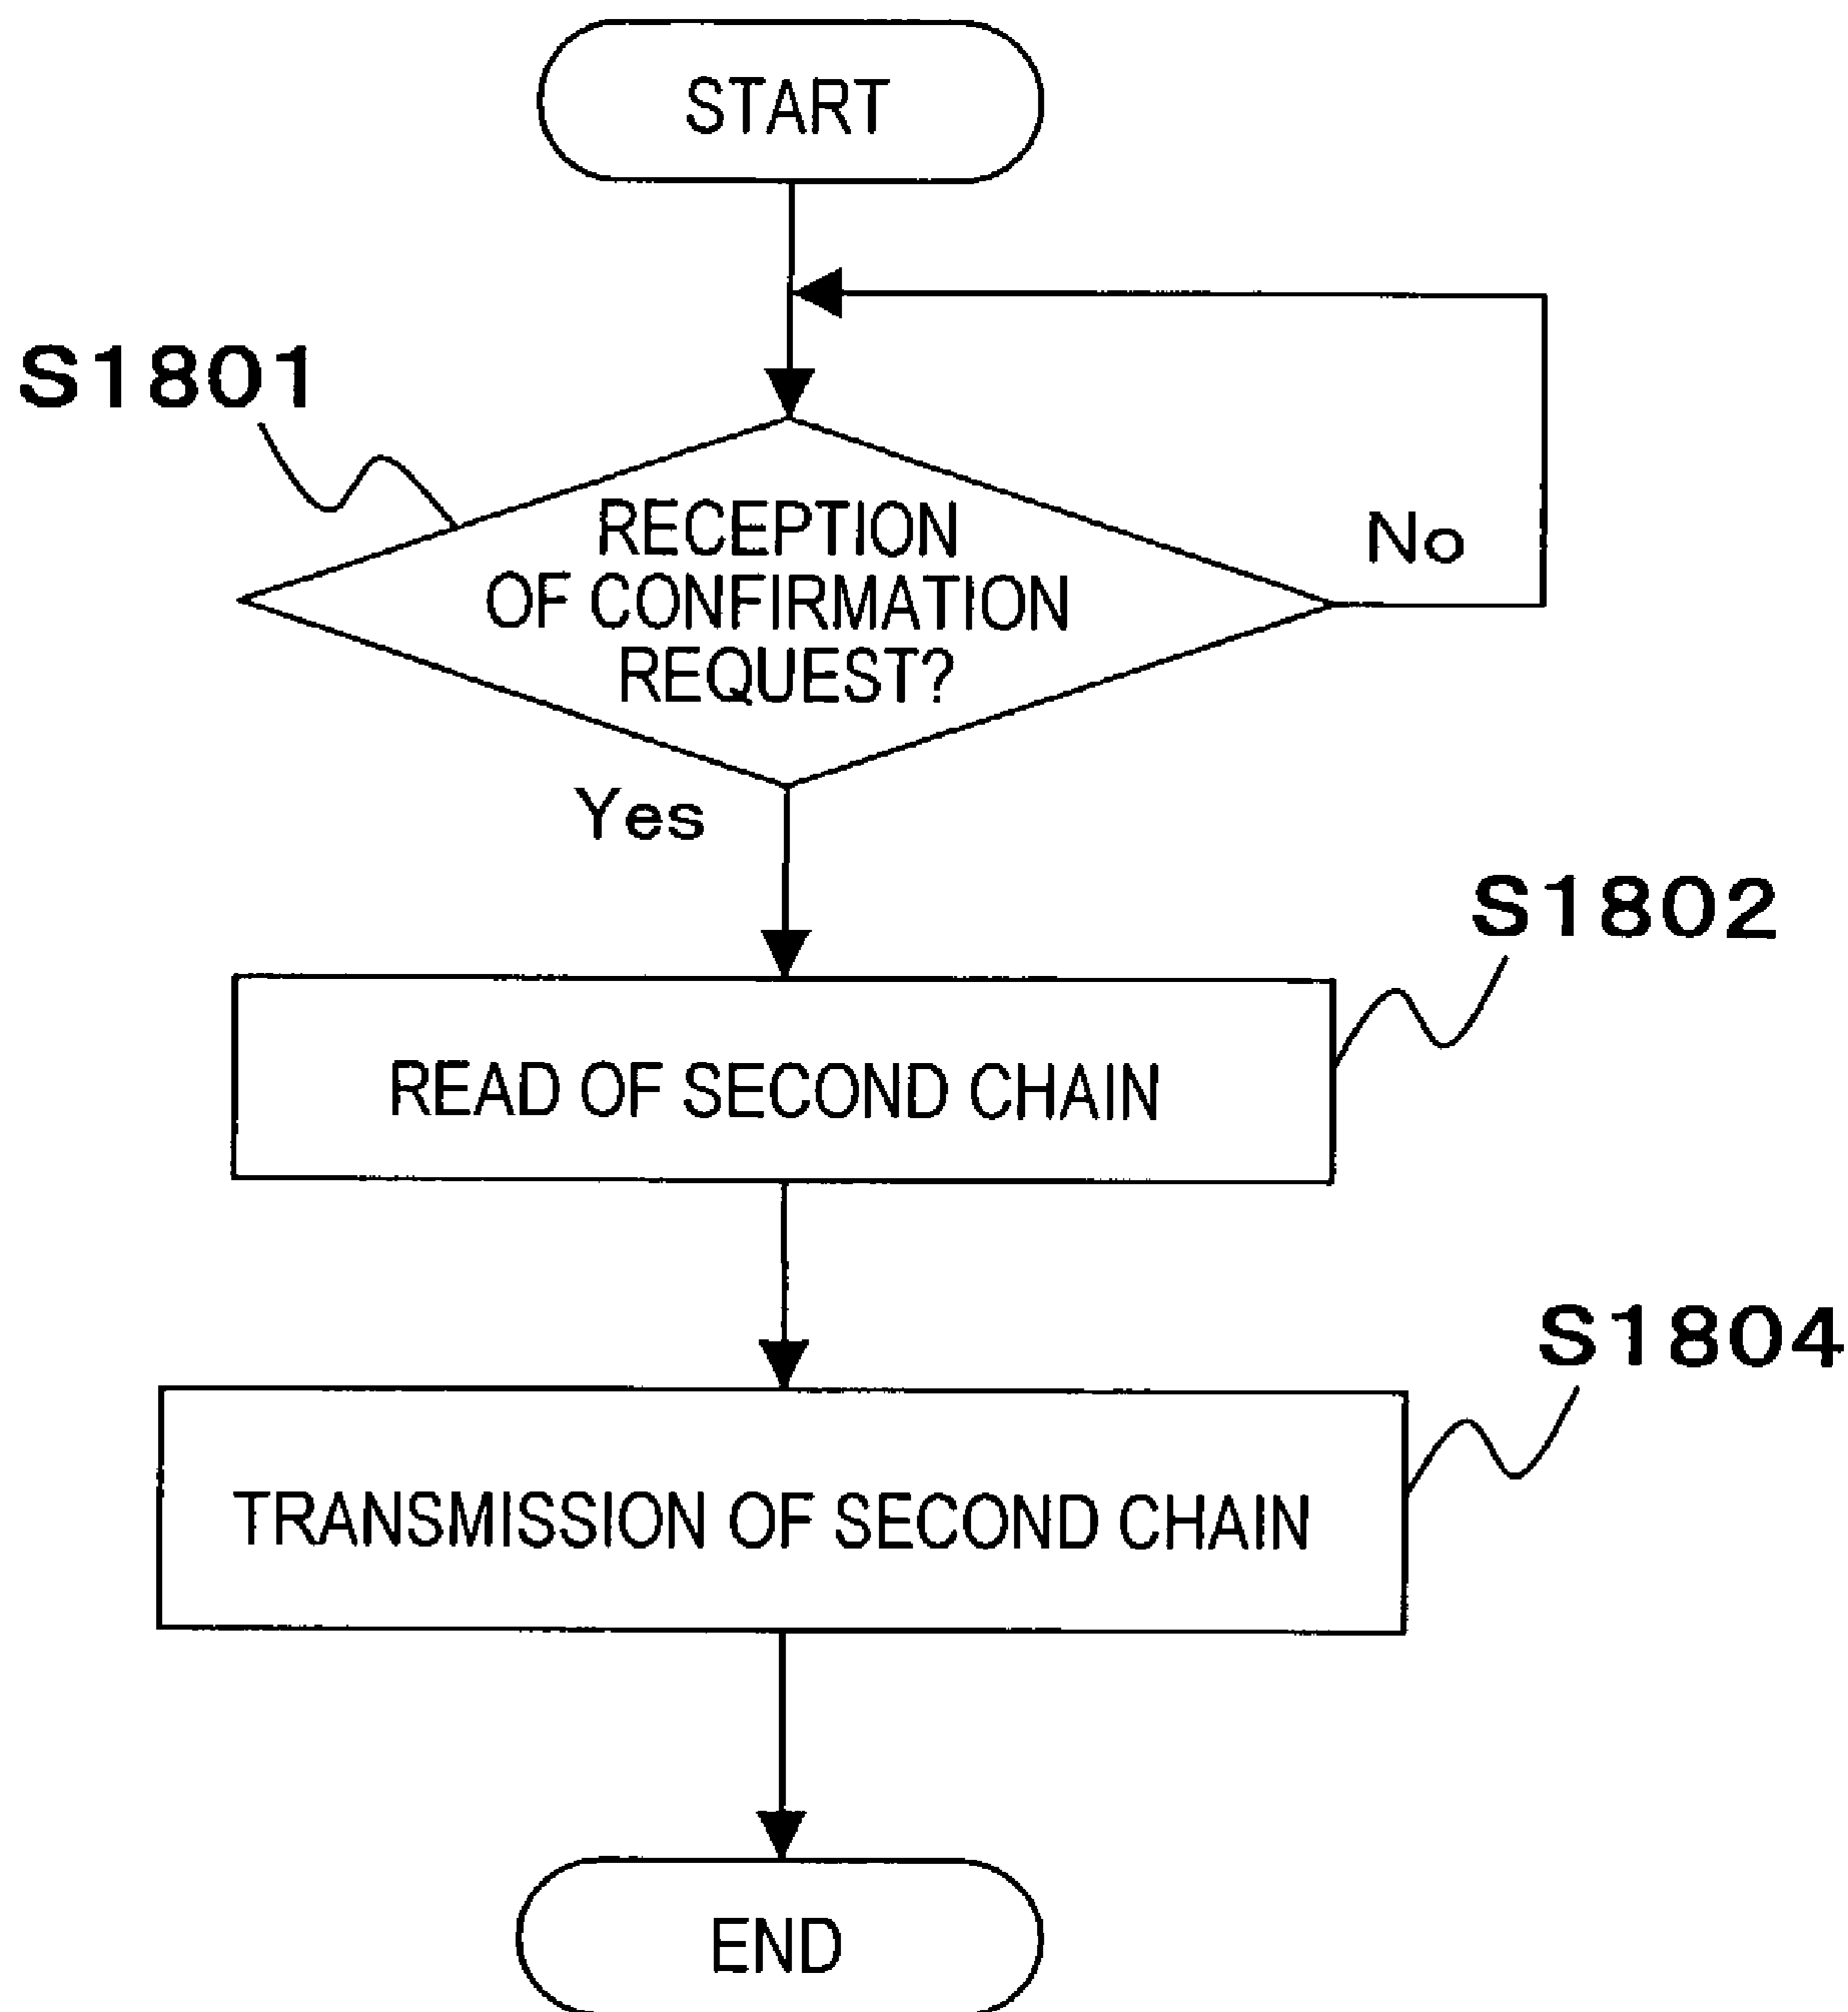 START
S1801
RECEPTION
OF CONFIRMATION
REQUEST?
No
Yes
S1802
READ OF SECOND CHAIN
S1804
TRANSMISSION OF SECOND CHAIN
END